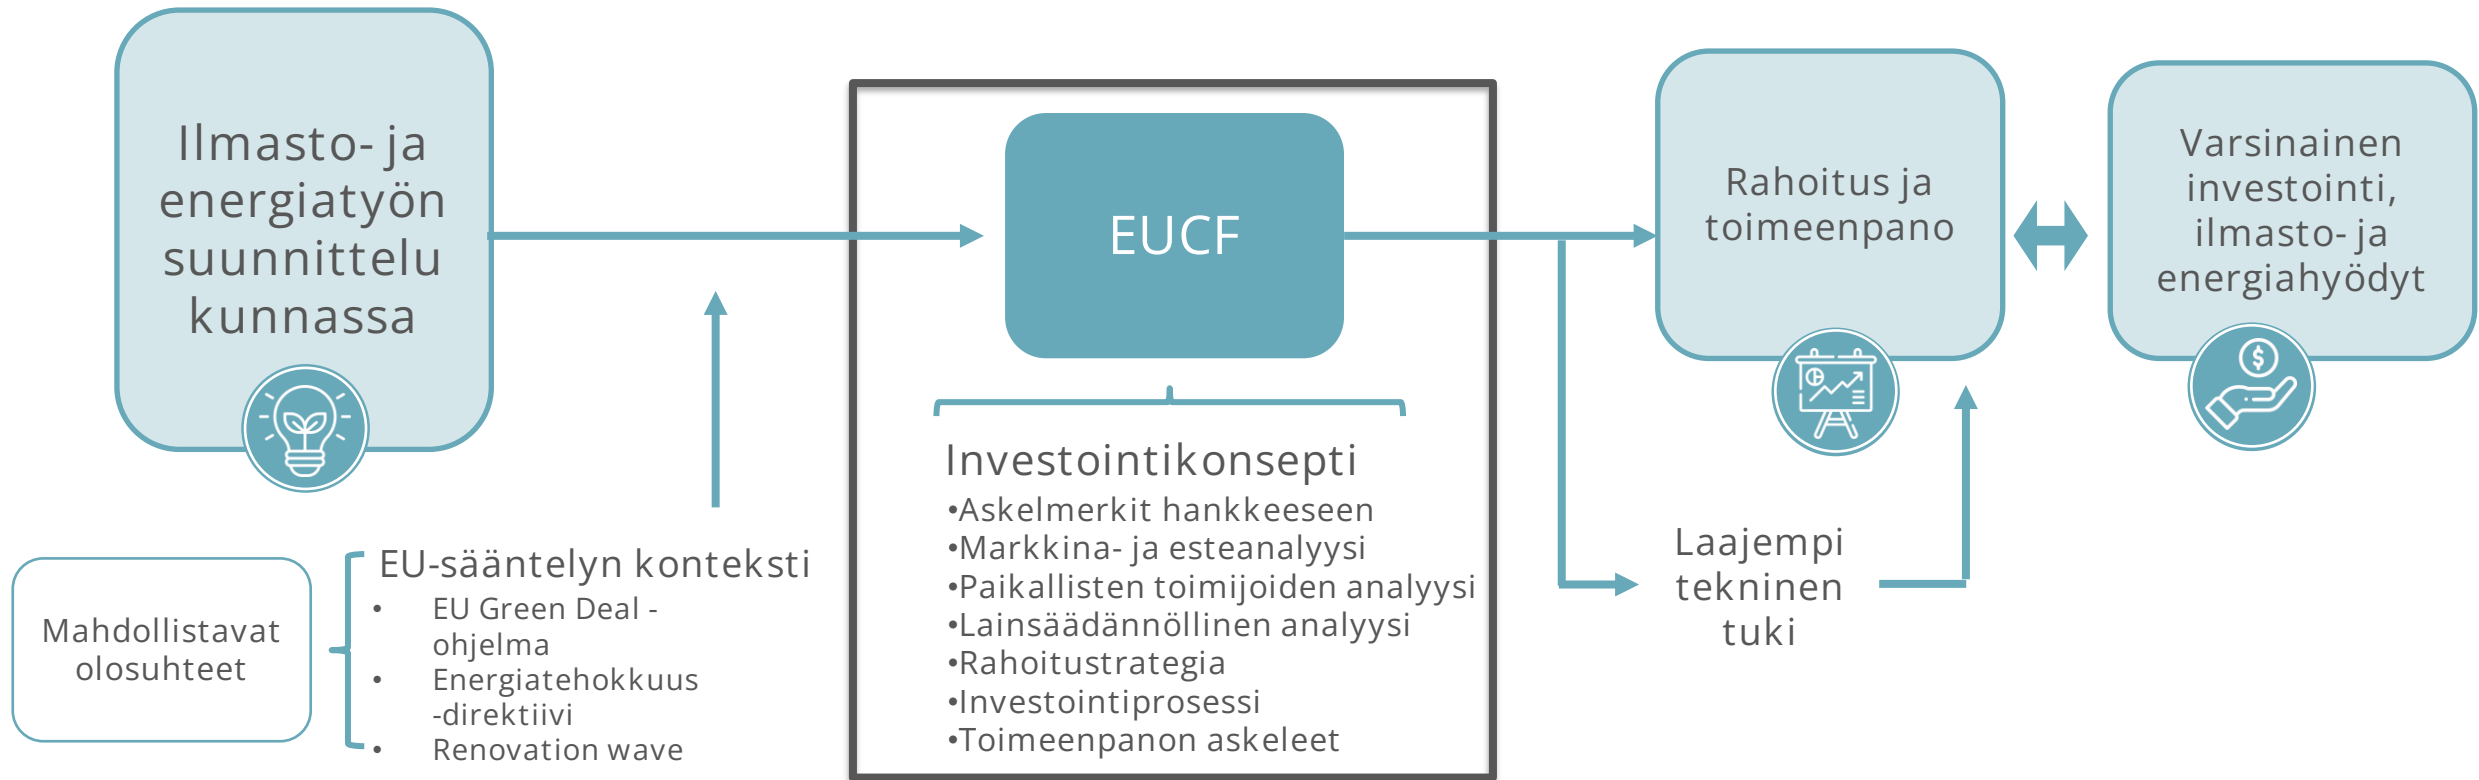 Ilmasto- ja
energiatyön
suunnittelu
kunnassa
Mahdollistavat
olosuhteet
EU-sääntelyn konteksti
• EU Green Deal -
ohjelma
• Energiatehokkuus
-direktiivi
• Renovation wave
EUCF
Investointikonsepti
•Askelmerkit hankkeeseen
•Markkina- ja esteanalyysi
•Paikallisten toimijoiden analyysi
•Lainsäädännöllinen analyysi
•Rahoitustrategia
•Investointiprosessi
•Toimeenpanon askeleet
Rahoitus ja
toimeenpano
Laajempi
tekninen
tuki
Varsinainen
investointi,
ilmasto- ja
energiahyödyt
$